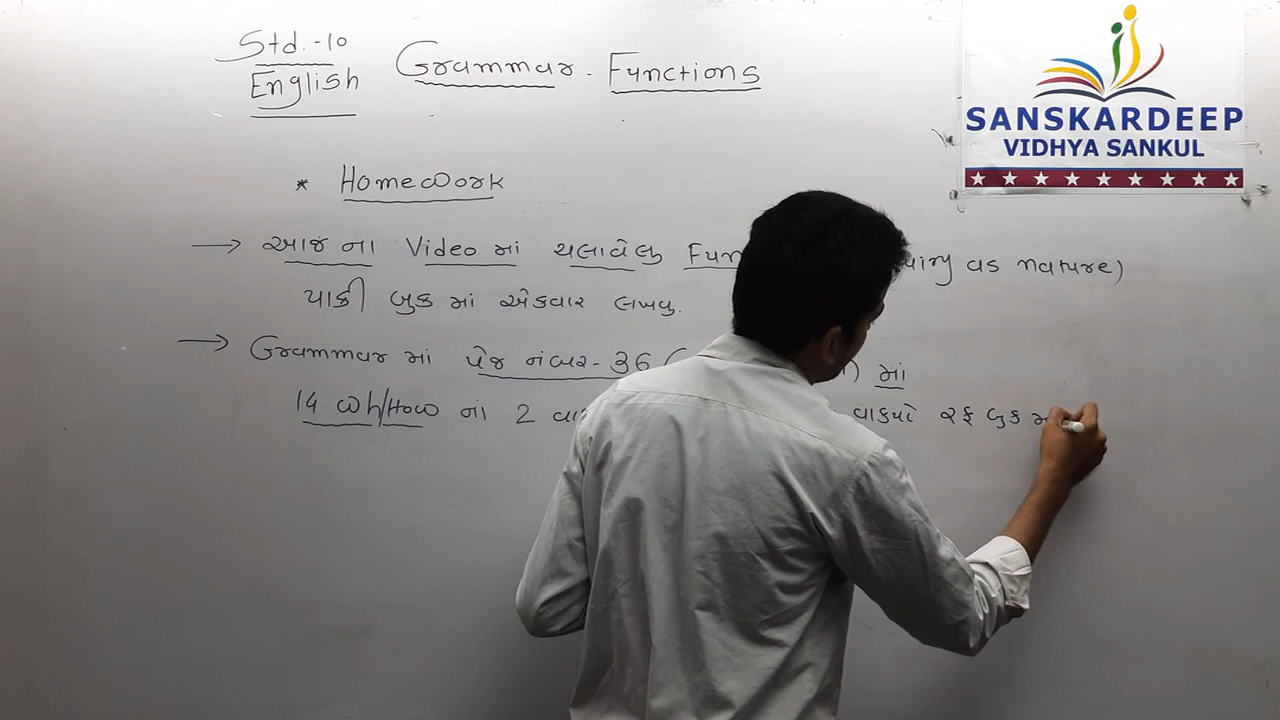 Std.-10
English
Grammar. Functions
SANSKARDEEP
VIDHYA SANKUL
* Homework
→ આજ ના Video માં ચલાવેલુ Fun as nature)
પાકી બુક માં એકવાર લખવુ.
→ Grammar માં પેજ નંબર-36 ( ) માં
14 Wh/How નાં 2 વાક્યો રફ બુક